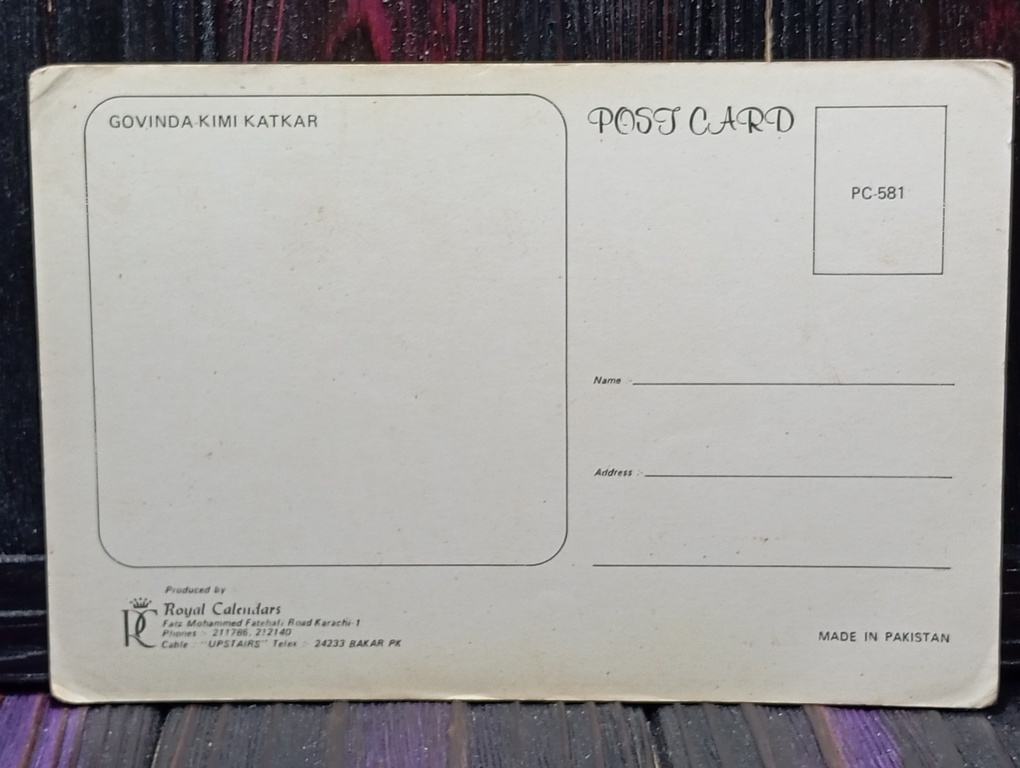 GOVINDA-KIMI KATKAR
POST CARD
PC-581
Name :-
Address :-
Produced by
RC
Royal Calendars
Faiz Mohammed Fatehali Road Karachi-1
Phones :- 211786, 212140
Cable :- "UPSTAIRS" Telex :- 24233 BAKAR PK
MADE IN PAKISTAN